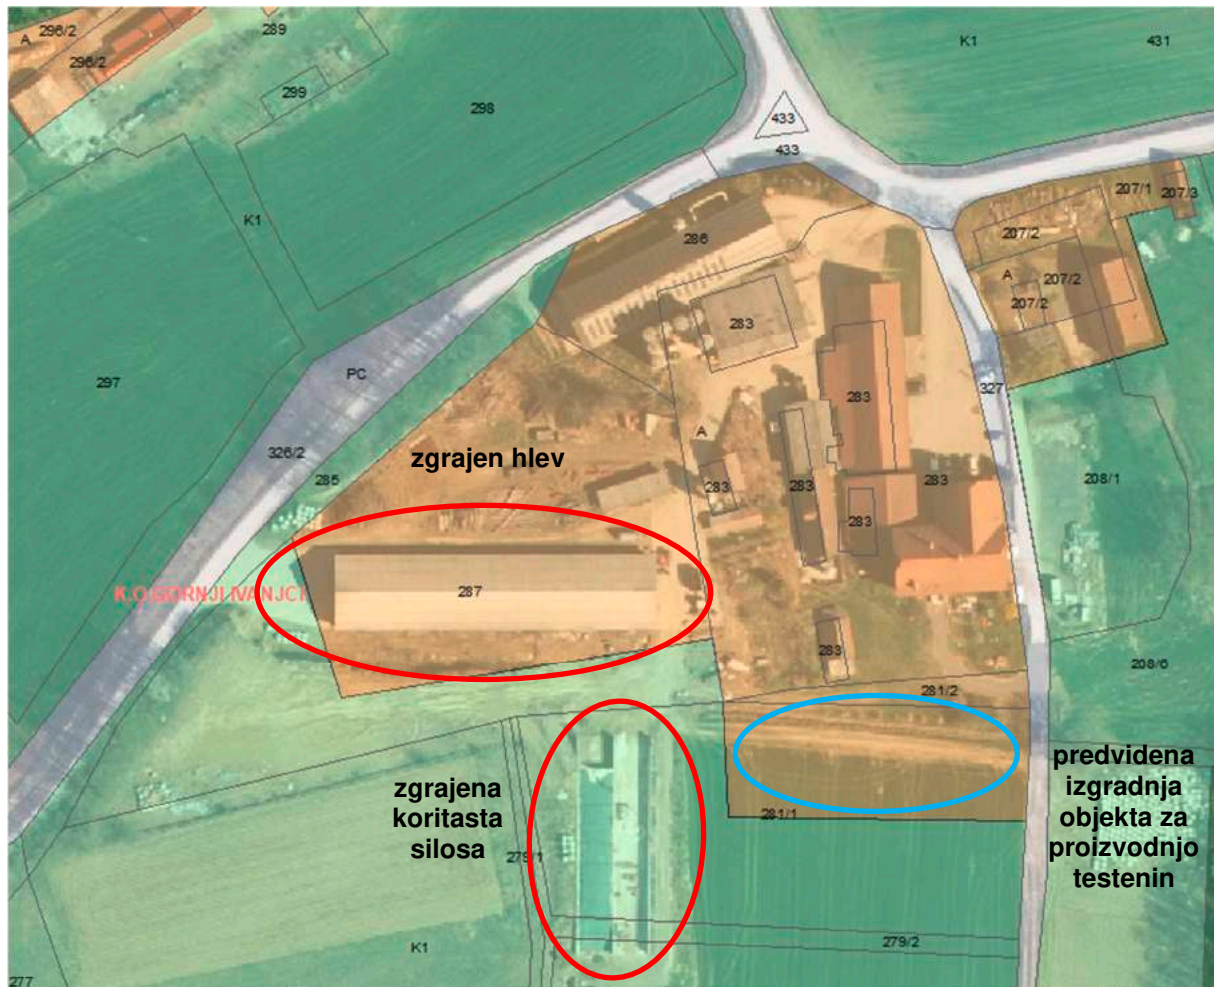 A
296/2
289
296/2
299
298
K1
431
433
433
K1
207/1
207/3
207/2
286
A
207/2
207/2
283
297
PC
327
283
A
326/2
zgrajen hlev
285
283
283
283
208/1
283
287
K.O.GORNJI IVANJCI
283
208/6
281/2
zgrajena
koritasta
silosa
predvidena
izgradnja
objekta za
proizvodnjo
testenin
281/1
279/1
K1
279/2
277